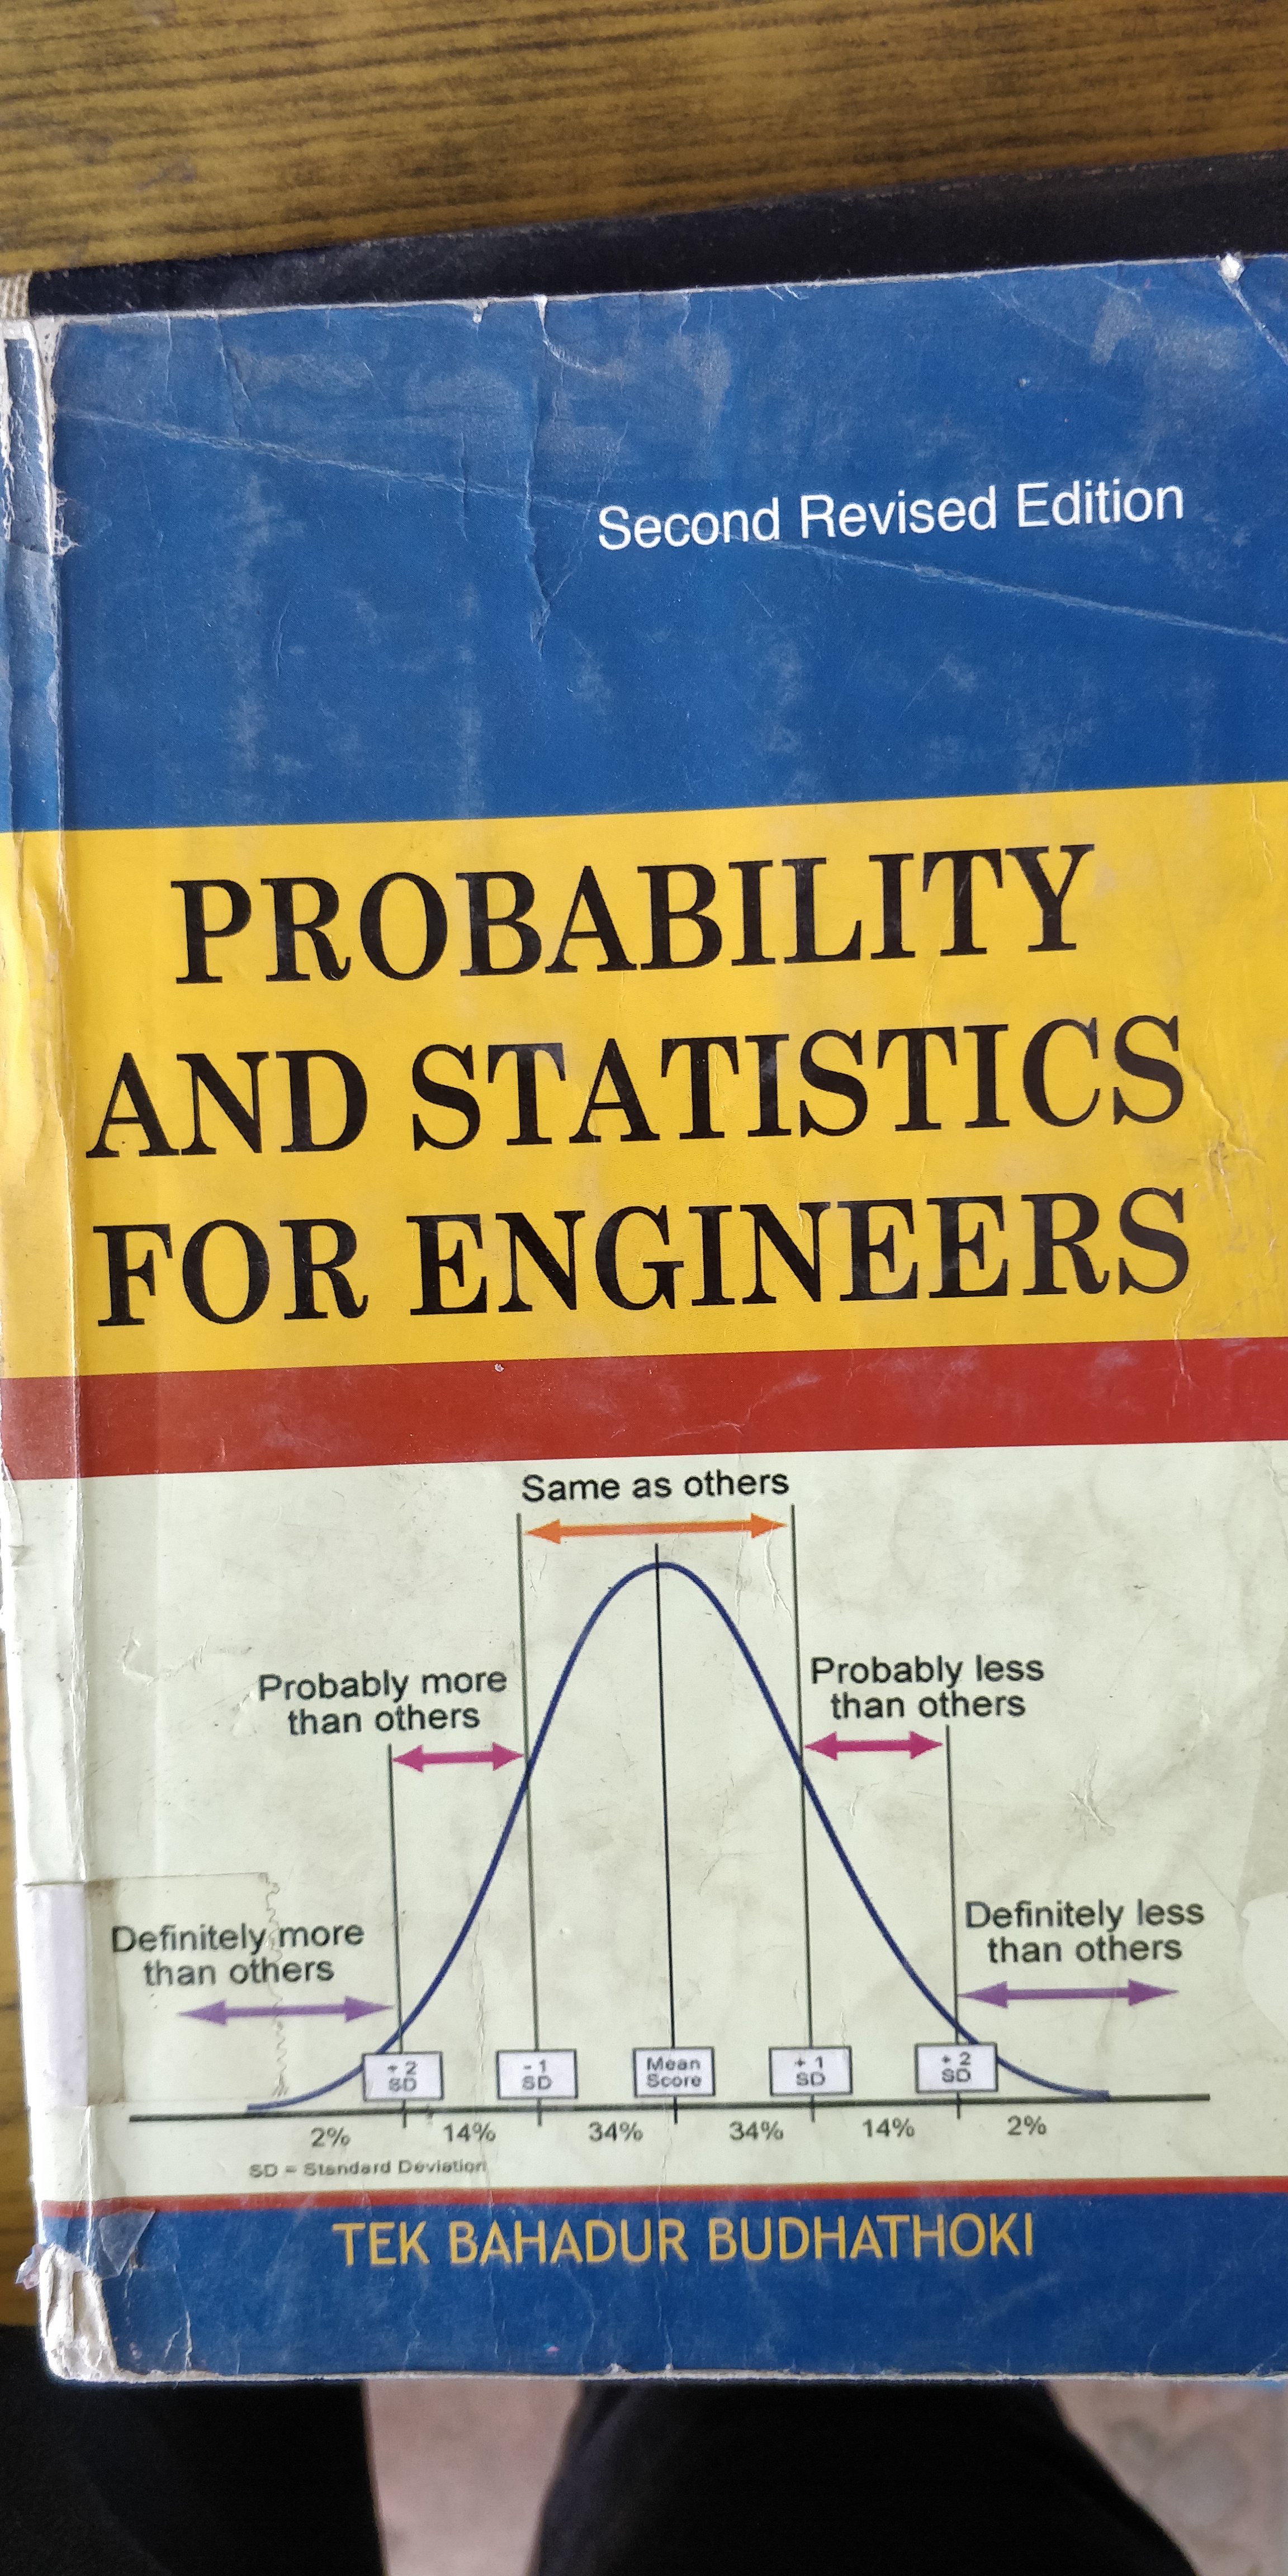 Second Revised Edition
PROBABILITY
AND STATISTICS
FOR ENGINEERS
Same as others
Probably more
than others
Probably less
than others
Definitely more
than others
Definitely less
than others
+ 2
SD
- 1
SD
Mean
Score
+ 1
SD
+ 2
SD
2%
14%
34%
34%
14%
2%
SD = Standard Deviation
TEK BAHADUR BUDHATHOKI